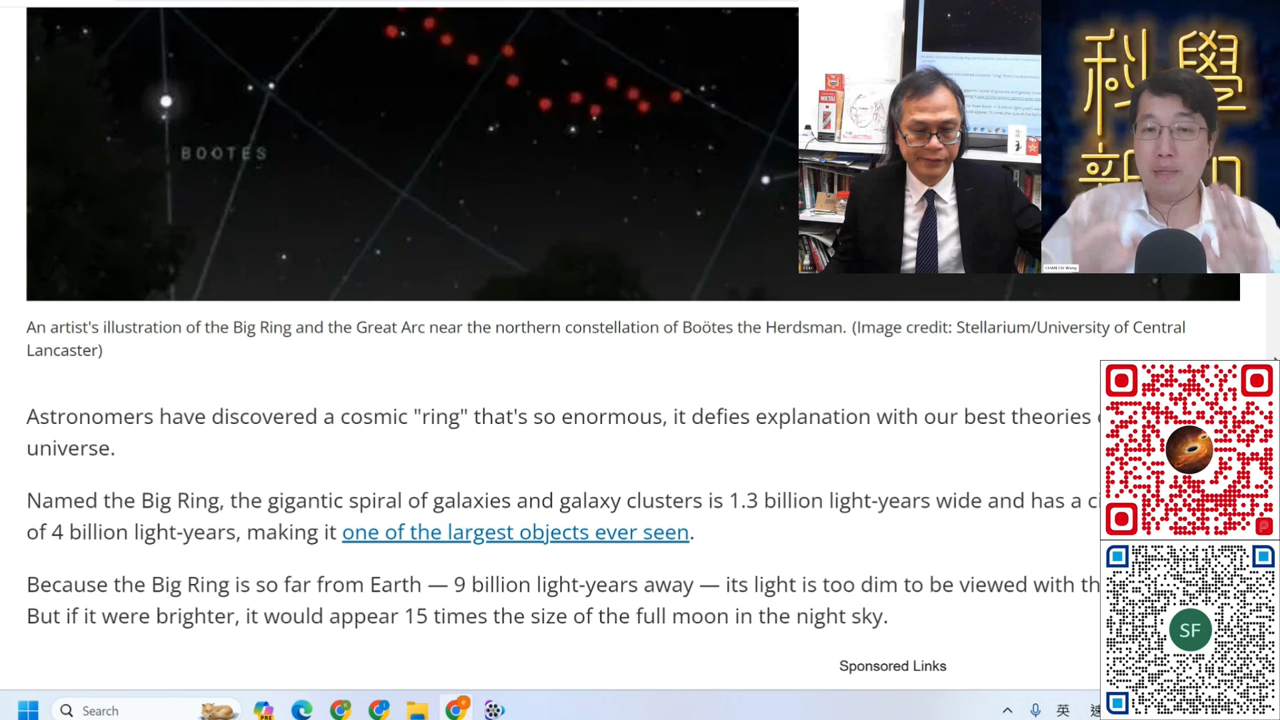 BOOTES
科學
新知
CHAN Chi Wang
An artist's illustration of the Big Ring and the Great Arc near the northern constellation of Boötes the Herdsman. (Image credit: Stellarium/University of Central
Lancaster)
Astronomers have discovered a cosmic "ring" that's so enormous, it defies explanation with our best theories
universe.
Named the Big Ring, the gigantic spiral of galaxies and galaxy clusters is 1.3 billion light-years wide and has a
of 4 billion light-years, making it one of the largest objects ever seen.
Because the Big Ring is so far from Earth — 9 billion light-years away — its light is too dim to be viewed with
But if it were brighter, it would appear 15 times the size of the full moon in the night sky.
SF
Sponsored Links
Search
英